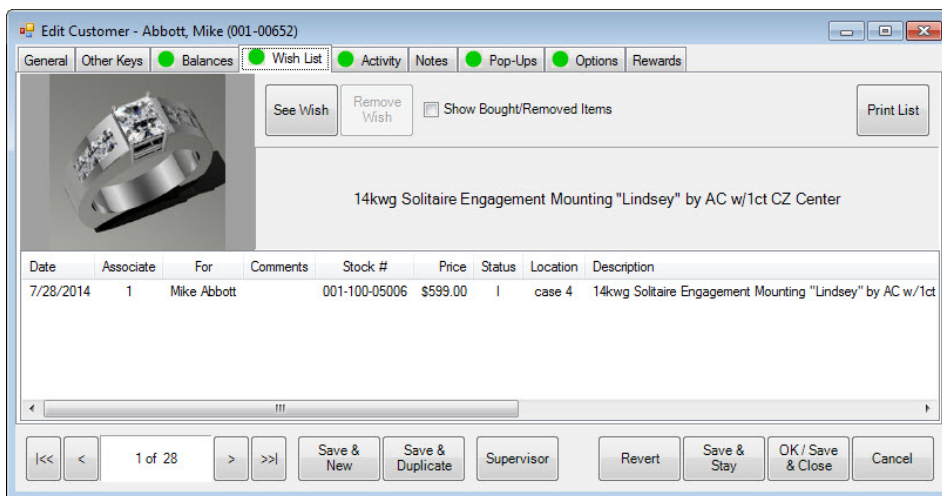 Edit Customer - Abbott, Mike (001-00652)
General Other Keys Balances Wish List Activity Notes Pop-Ups Options Rewards
See Wish Remove Wish Show Bought/Removed Items Print List
14kwg Solitaire Engagement Mounting "Lindsey" by AC w/1ct CZ Center
Date Associate For Comments Stock # Price Status Location Description
7/28/2014 1 Mike Abbott 001-100-05006 $599.00 I case 4 14kwg Solitaire Engagement Mounting "Lindsey" by AC w/1ct
|<< < 1 of 28 > >>| Save & New Save & Duplicate Supervisor Revert Save & Stay OK / Save & Close Cancel